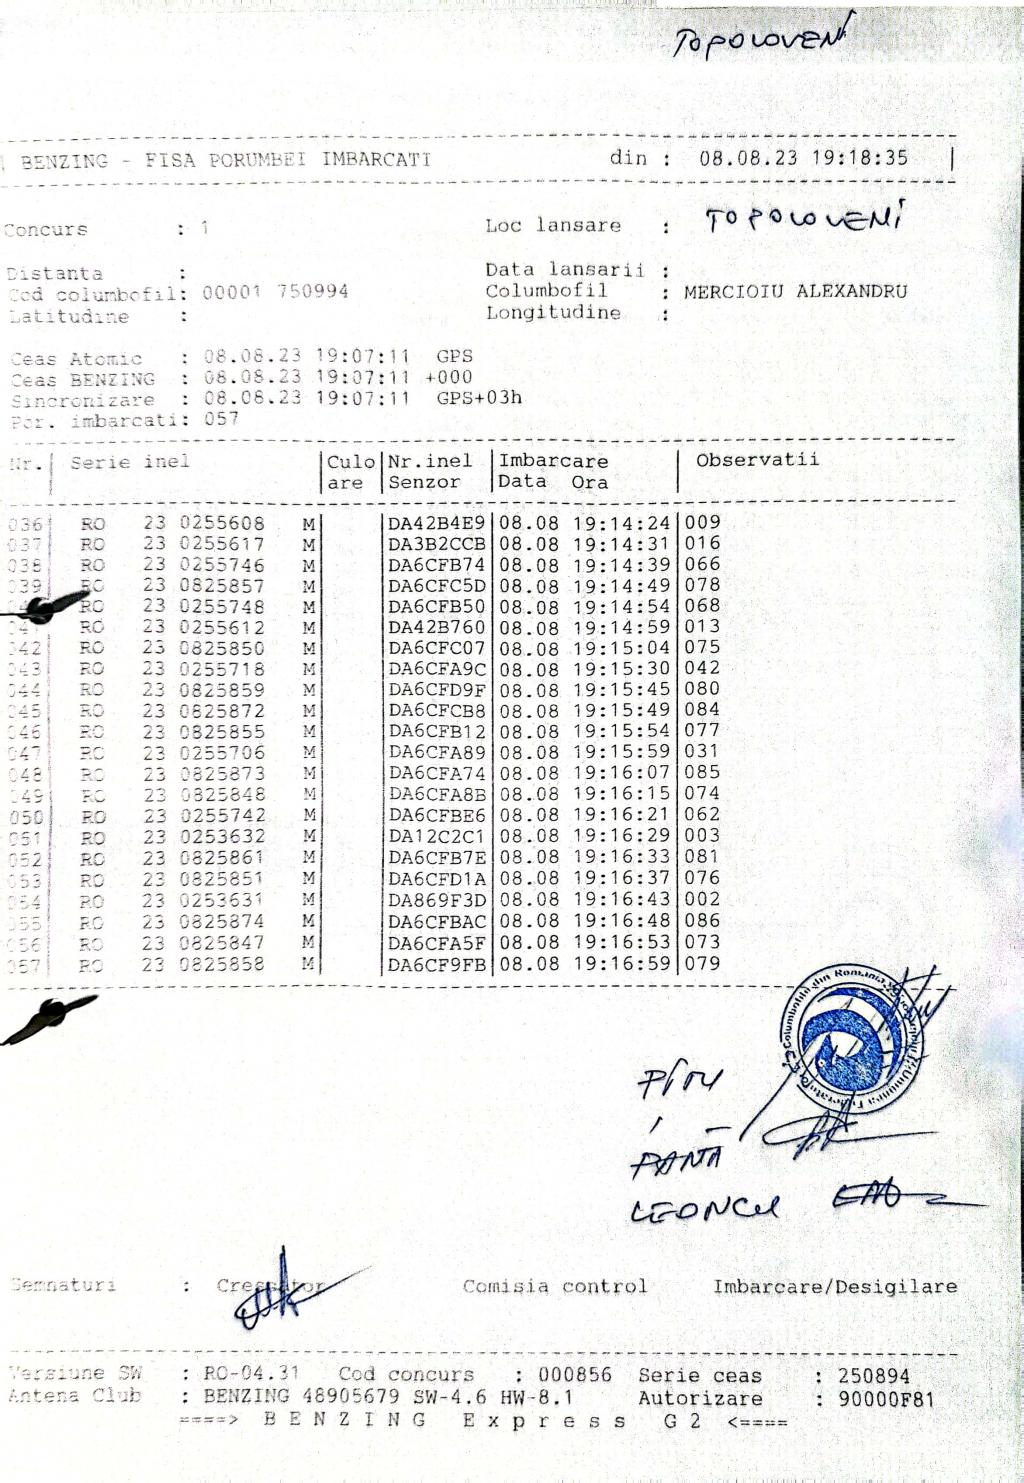 TOPOLOVENI
BENZING - FISA PORUMBEI IMBARCATI din : 08.08.23 19:18:35
Concurs : 1 Loc lansare : TOPOLOVENI
Distanta : Data lansarii :
Cod columbofil: 00001 750994 Columbofil : MERCIOIU ALEXANDRU
Latitudine : Longitudine :
Ceas Atomic : 08.08.23 19:07:11 GPS
Ceas BENZING : 08.08.23 19:07:11 +000
Sincronizare : 08.08.23 19:07:11 GPS+03h
Por. imbarcati: 057
Nr.| Serie inel |Culo|Nr.inel |Imbarcare | Observatii
|are |Senzor |Data Ora |
036| RO 23 0255608 M| |DA42B4E9|08.08 19:14:24|009
037| RO 23 0255617 M| |DA3B2CCB|08.08 19:14:31|016
038| RO 23 0255746 M| |DA6CFB74|08.08 19:14:39|066
039| RO 23 0825857 M| |DA6CFC5D|08.08 19:14:49|078
RO 23 0255748 M| |DA6CFB50|08.08 19:14:54|068
041| RO 23 0255612 M| |DA42B760|08.08 19:14:59|013
042| RO 23 0825850 M| |DA6CFC07|08.08 19:15:04|075
043| RO 23 0255718 M| |DA6CFA9C|08.08 19:15:30|042
044| RO 23 0825859 M| |DA6CFD9F|08.08 19:15:45|080
045| RO 23 0825872 M| |DA6CFCB8|08.08 19:15:49|084
046| RO 23 0825855 M| |DA6CFB12|08.08 19:15:54|077
047| RO 23 0255706 M| |DA6CFA89|08.08 19:15:59|031
048| RO 23 0825873 M| |DA6CFA74|08.08 19:16:07|085
049| RO 23 0825848 M| |DA6CFA8B|08.08 19:16:15|074
050| RO 23 0255742 M| |DA6CFBE6|08.08 19:16:21|062
051| RO 23 0253632 M| |DA12C2C1|08.08 19:16:29|003
052| RO 23 0825861 M| |DA6CFB7E|08.08 19:16:33|081
053| RO 23 0825851 M| |DA6CFD1A|08.08 19:16:37|076
054| RO 23 0253631 M| |DA869F3D|08.08 19:16:43|002
055| RO 23 0825874 M| |DA6CFBAC|08.08 19:16:48|086
056| RO 23 0825847 M| |DA6CFA5F|08.08 19:16:53|073
057| RO 23 0825858 M| |DA6CF9FB|08.08 19:16:59|079
Columbofila din Romania
PANTA
Semnaturi : Crescator Comisia control Imbarcare/Desigilare
Versiune SW : RO-04.31 Cod concurs : 000856 Serie ceas : 250894
Antena Club : BENZING 48905679 SW-4.6 HW-8.1 Autorizare : 90000F81
====> B E N Z I N G E x p r e s s G 2 <====